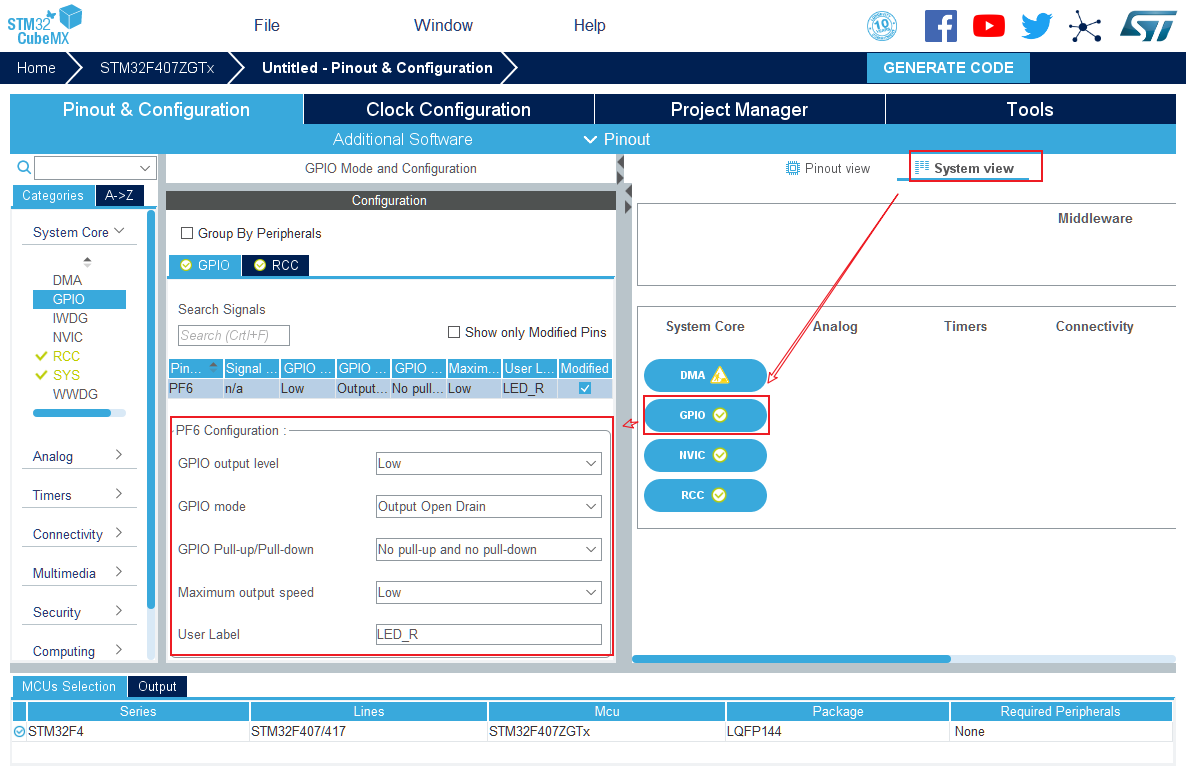 STM32
CubeMX
File
Window
Help
10
Home
STM32F407ZGTx
Untitled - Pinout & Configuration
GENERATE CODE
Pinout & Configuration
Clock Configuration
Project Manager
Tools
Additional Software
Pinout
GPIO Mode and Configuration
Pinout view
System view
Categories
A->Z
Configuration
System Core
DMA
GPIO
IWDG
NVIC
RCC
SYS
WWDG
Analog
Timers
Connectivity
Multimedia
Security
Computing
Group By Peripherals
GPIO
RCC
Search Signals
Search (CrtI+F)
Show only Modified Pins
Pin...
Signal ...
GPIO ...
GPIO ...
GPIO ...
Maxim...
User L...
Modified
PF6
n/a
Low
Output...
No pull...
Low
LED_R
PF6 Configuration :
GPIO output level
Low
GPIO mode
Output Open Drain
GPIO Pull-up/Pull-down
No pull-up and no pull-down
Maximum output speed
Low
User Label
LED_R
Middleware
System Core
Analog
Timers
Connectivity
DMA
GPIO
NVIC
RCC
MCUs Selection
Output
Series
Lines
Mcu
Package
Required Peripherals
STM32F4
STM32F407/417
STM32F407ZGTx
LQFP144
None